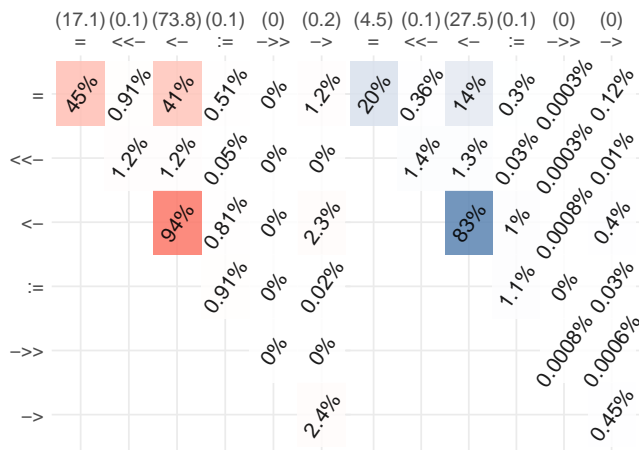 (17.1) (0.1) (73.8) (0.1) (0) (0.2) (4.5) (0.1) (27.5) (0.1) (0) (0)
= <<− <− := −>> −> = <<− <− := −>> −>
= 45% 0.91% 41% 0.51% 0% 1.2% 20% 0.36% 14% 0.3% 0.0003% 0.12%
<<− 1.2% 1.2% 0.05% 0% 0% 1.4% 1.3% 0.03% 0.0003% 0.01%
<− 94% 0.81% 0% 2.3% 83% 1% 0.0008% 0.4%
:= 0.91% 0% 0.02% 1.1% 0% 0.03%
−>> 0% 0% 0.0008% 0.0006%
−> 2.4% 0.45%